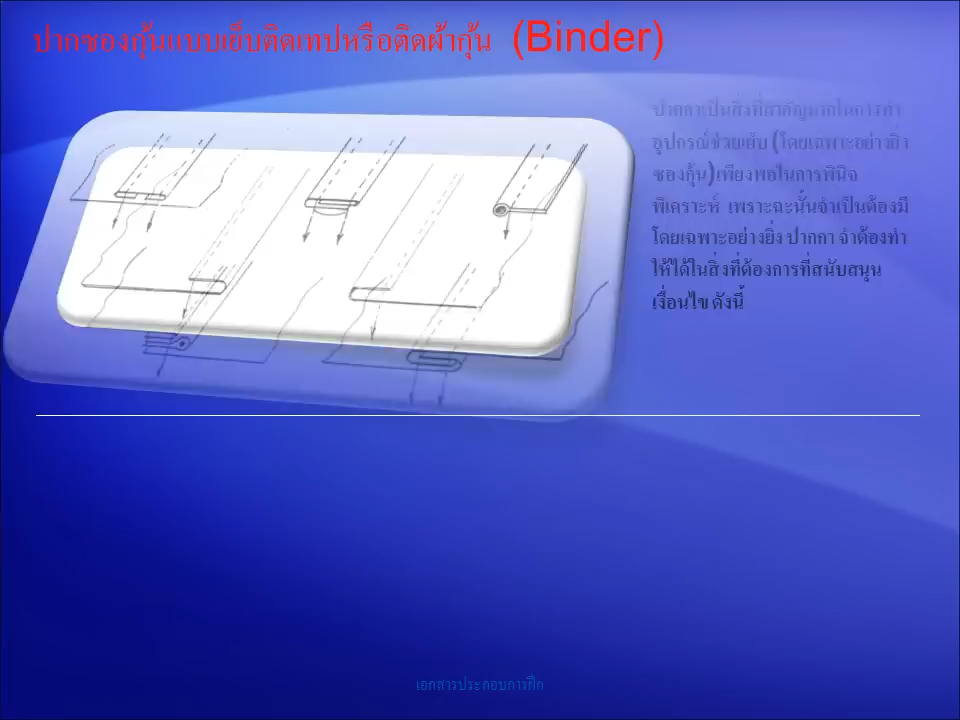 ปากซองกุ้นแบบเย็บติดเทปหรือติดผ้ากุ้น (Binder)
ปากกาเป็นสิ่งที่สำคัญมากในการทำ
อุปกรณ์ช่วยเย็บ (โดยเฉพาะอย่างยิ่ง
ซองกุ้น)เพียงพอในการพินิจ
พิเคราะห์ เพราะฉะนั้นจำเป็นต้องมี
โดยเฉพาะอย่างยิ่ง ปากกา จำต้องทำ
ให้ได้ในสิ่งที่ต้องการที่สนับสนุน
เงื่อนไข ดังนี้
เอกสารประกอบการฝึก